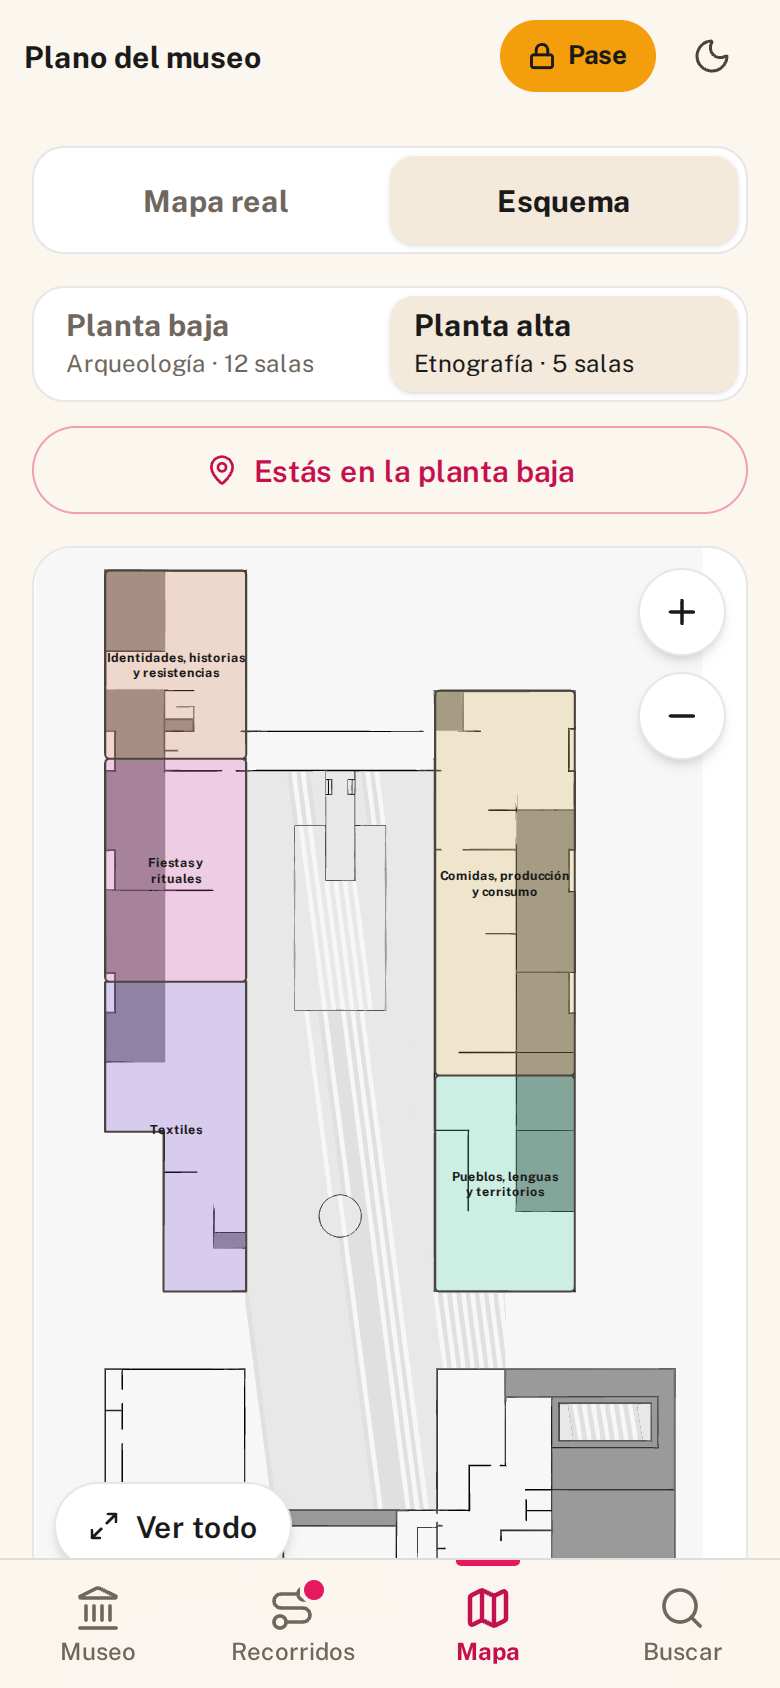 Plano del museo
Pase
Mapa real
Esquema
Planta baja
Arqueología · 12 salas
Planta alta
Etnografía · 5 salas
Estás en la planta baja
Identidades, historias
y resistencias
Fiestas y
rituales
Comidas, producción
y consumo
Textiles
Pueblos, lenguas
y territorios
Ver todo
Museo
Recorridos
Mapa
Buscar